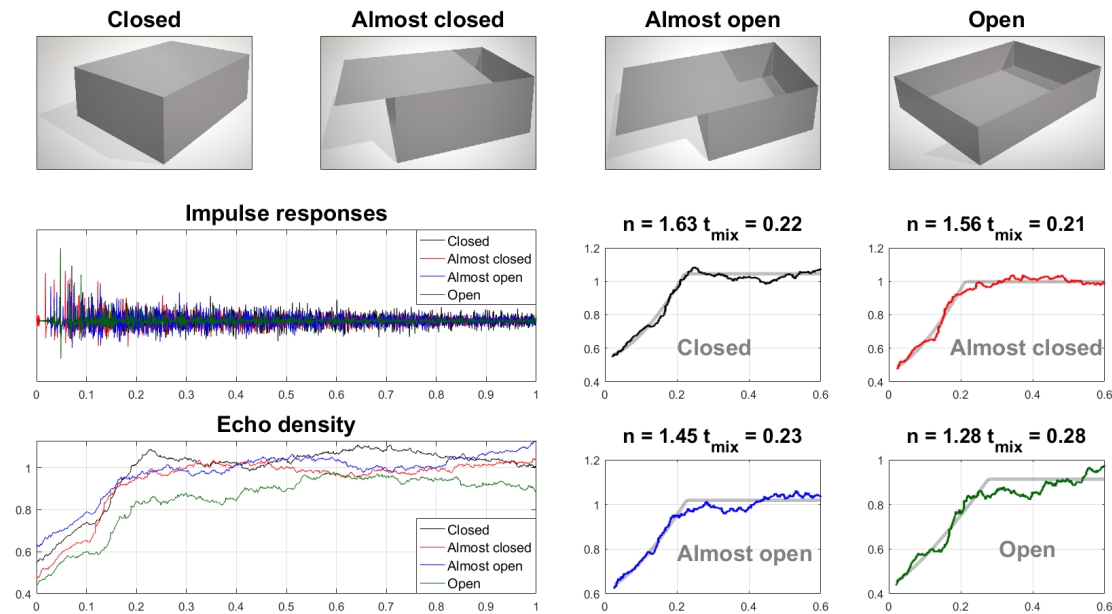 Closed
Almost closed
Almost open
Open
Impulse responses
Closed
Almost closed
Almost open
Open
0 0.1 0.2 0.3 0.4 0.5 0.6 0.7 0.8 0.9 1
n = 1.63 t_mix = 0.22
1.2
1
0.8
0.6
0.4
Closed
0 0.2 0.4 0.6
n = 1.56 t_mix = 0.21
1.2
1
0.8
0.6
0.4
Almost closed
0 0.2 0.4 0.6
Echo density
1
0.8
0.6
0.4
Closed
Almost closed
Almost open
Open
0 0.1 0.2 0.3 0.4 0.5 0.6 0.7 0.8 0.9 1
n = 1.45 t_mix = 0.23
1.2
1
0.8
0.6
Almost open
0 0.2 0.4 0.6
n = 1.28 t_mix = 0.28
1
0.8
0.6
0.4
Open
0 0.2 0.4 0.6